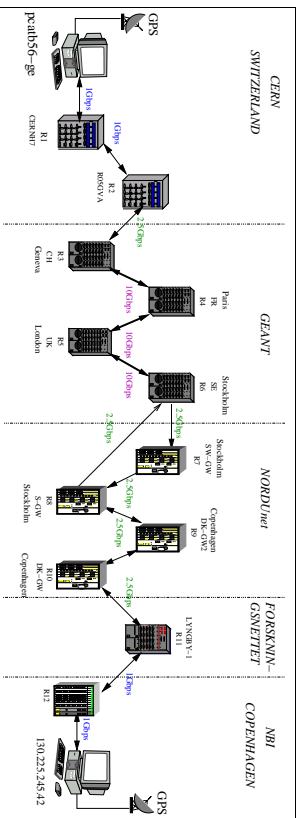 CERN
SWITZERLAND
GPS
pcatb56-ge
1Gbps
R1
CERNH7
1Gbps
R2
R05GVA
2.5Gbps
GEANT
R3
CH
Geneva
10Gbps
Paris
FR
R4
10Gbps
R5
UK
London
10Gbps
Stockholm
SE
R6
2.5Gbps
2.5Gbps
NORDUnet
Stockholm
SW-GW
R7
2.5Gbps
R8
S-GW
Stockholm
2.5Gbps
Copenhagen
DK-GW2
R9
R10
DK-GW
Copenhagen
2.5Gbps
FORSKNIN-
GSNETTET
LYNGBY-1
R11
1Gbps
NBI
COPENHAGEN
R12
1Gbps
130.225.245.42
GPS